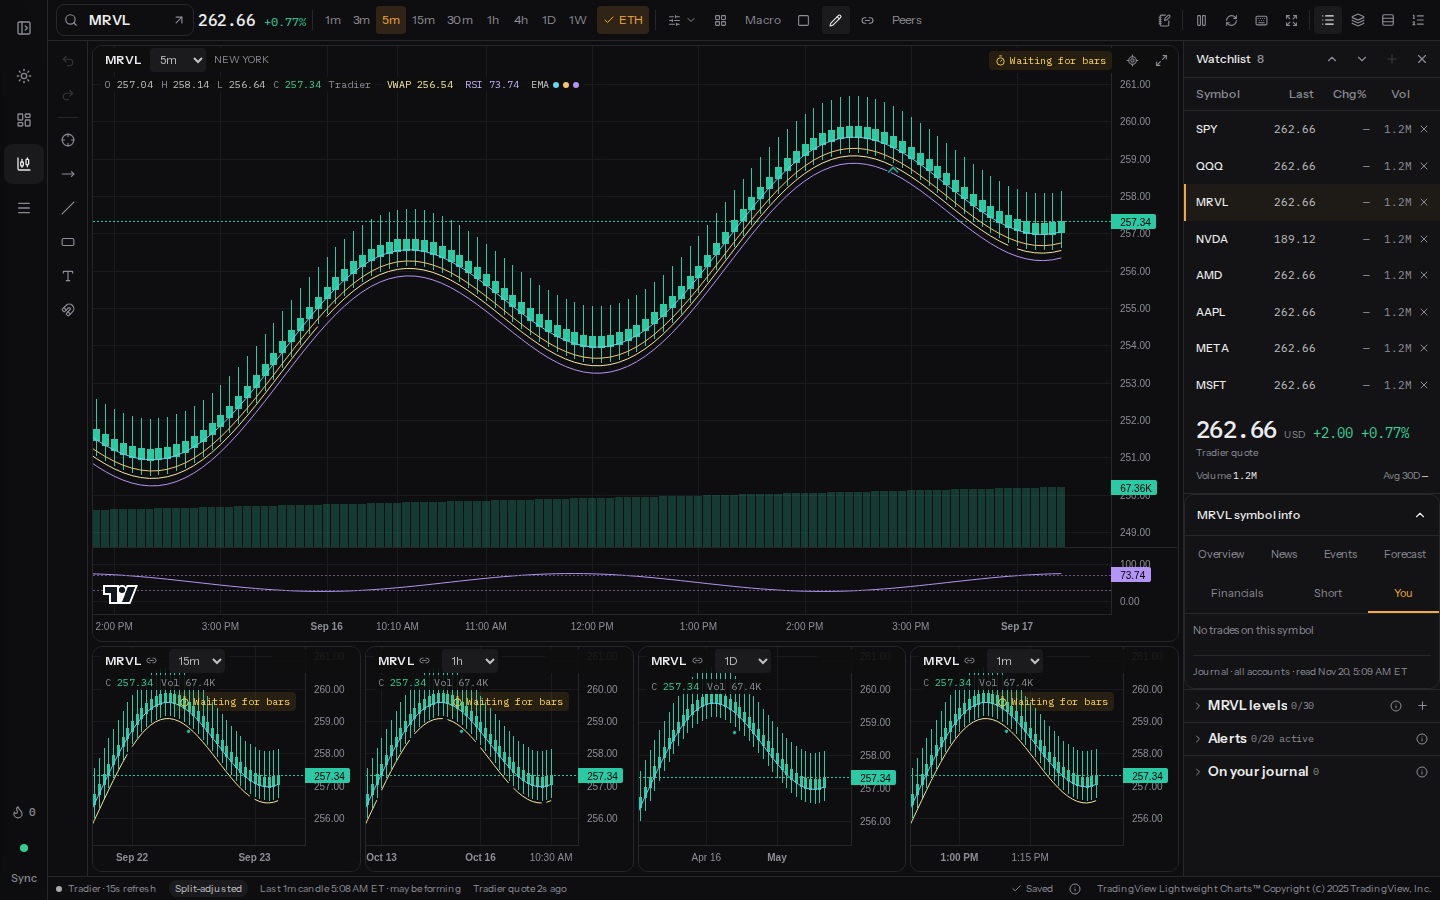 MRVL 262.66 +0.77% 1m 3m 5m 15m 30m 1h 4h 1D 1W ETH Macro Peers
MRVL 5m NEW YORK Waiting for bars
O 257.04 H 258.14 L 256.64 C 257.34 Tradier VWAP 256.54 RSI 73.74 EMA
261.00
260.00
259.00
258.00
257.34
257.00
256.00
255.00
254.00
253.00
252.00
251.00
67.36K
249.00
100.00
73.74
0.00
2:00 PM 3:00 PM Sep 16 10:10 AM 11:00 AM 12:00 PM 1:00 PM 2:00 PM 3:00 PM Sep 17
MRVL 15m
C 257.34 Vol 67.4K
Waiting for bars
261.00
260.00
259.00
258.00
257.34
257.00
256.00
Sep 22 Sep 23
MRVL 1h
C 257.34 Vol 67.4K
Waiting for bars
261.00
260.00
259.00
258.00
257.34
257.00
256.00
Oct 13 Oct 16 10:30 AM
MRVL 1D
C 257.34 Vol 67.4K
260.00
259.00
258.00
257.34
257.00
256.00
Apr 16 May
MRVL 1m
C 257.34 Vol 67.4K
Waiting for bars
261.00
260.00
259.00
258.00
257.34
257.00
256.00
1:00 PM 1:15 PM
Watchlist 8
Symbol Last Chg% Vol
SPY 262.66 — 1.2M
QQQ 262.66 — 1.2M
MRVL 262.66 — 1.2M
NVDA 189.12 — 1.2M
AMD 262.66 — 1.2M
AAPL 262.66 — 1.2M
META 262.66 — 1.2M
MSFT 262.66 — 1.2M
262.66 USD +2.00 +0.77%
Tradier quote
Volume 1.2M Avg 30D —
MRVL symbol info
Overview News Events Forecast
Financials Short You
No trades on this symbol
Journal · all accounts · read Nov 20, 5:09 AM ET
MRVL levels 0/30
Alerts 0/20 active
On your journal 0
0
Sync
Tradier · 15s refresh Split-adjusted Last 1m candle 5:08 AM ET · may be forming Tradier quote 2s ago Saved TradingView Lightweight Charts™ Copyright (c) 2025 TradingView, Inc.